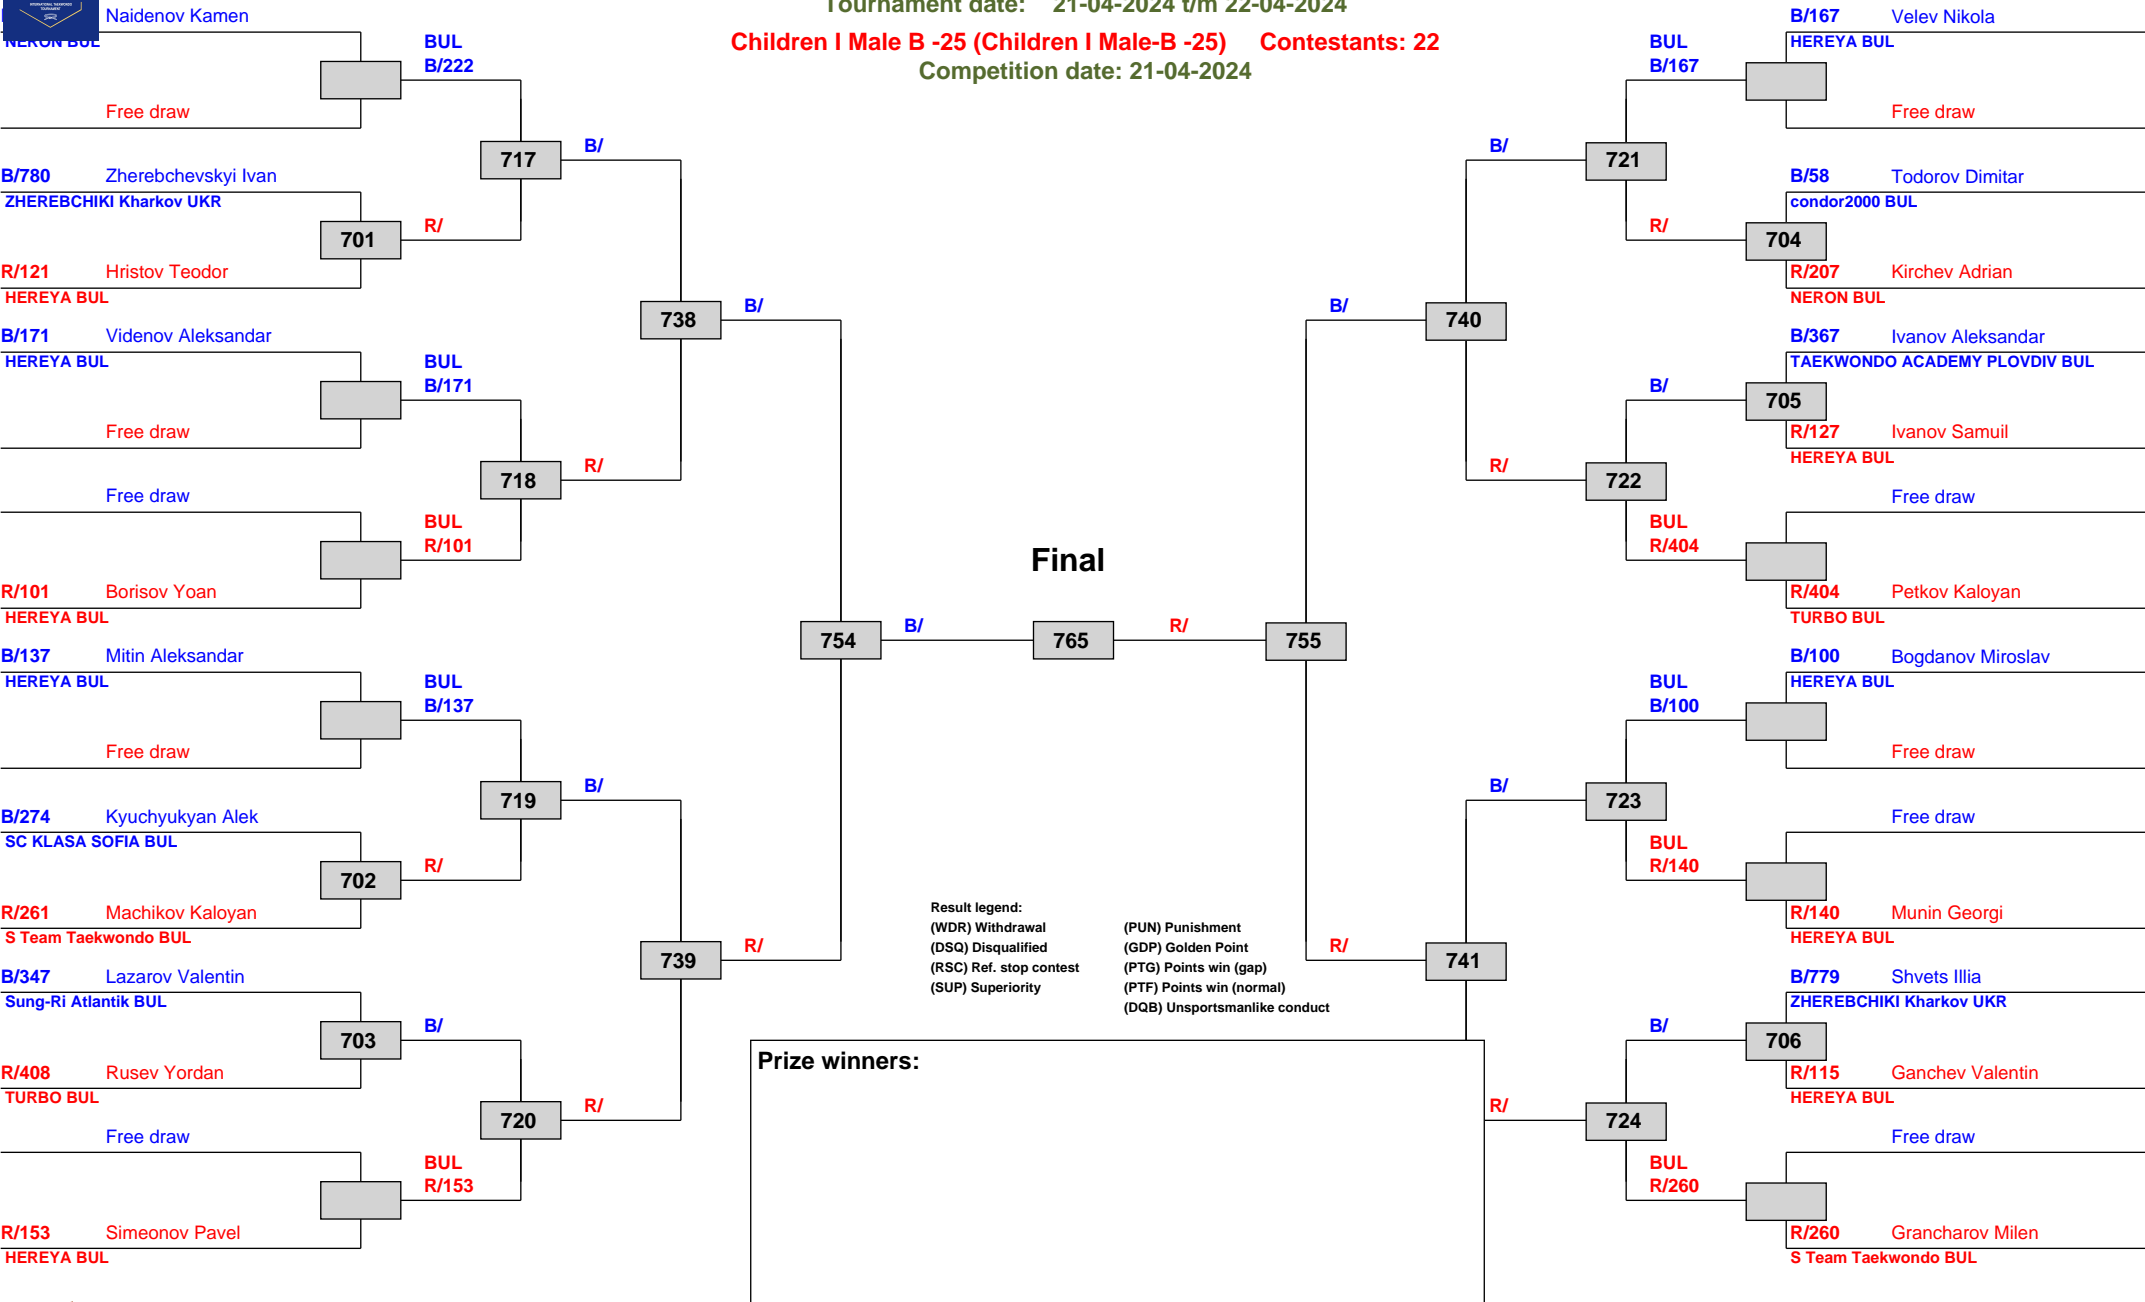 INTERNATIONAL TAEKWONDO
TOURNAMENT
Tournament date: 21-04-2024 t/m 22-04-2024
Children I Male B -25 (Children I Male-B -25) Contestants: 22
Competition date: 21-04-2024
Naidenov Kamen
NERON BUL
BUL
B/222
Free draw
717
B/
B/780 Zherebchevskyi Ivan
ZHEREBCHIKI Kharkov UKR
701
R/
R/121 Hristov Teodor
HEREYA BUL
738
B/
B/171 Videnov Aleksandar
HEREYA BUL
BUL
B/171
Free draw
718
R/
Free draw
BUL
R/101
R/101 Borisov Yoan
HEREYA BUL
754
B/
B/137 Mitin Aleksandar
HEREYA BUL
BUL
B/137
Free draw
719
B/
B/274 Kyuchyukyan Alek
SC KLASA SOFIA BUL
702
R/
R/261 Machikov Kaloyan
S Team Taekwondo BUL
739
R/
B/347 Lazarov Valentin
Sung-Ri Atlantik BUL
703
B/
R/408 Rusev Yordan
TURBO BUL
720
R/
Free draw
BUL
R/153
R/153 Simeonov Pavel
HEREYA BUL
Final
765
R/
755
B/167 Velev Nikola
HEREYA BUL
BUL
B/167
Free draw
B/
721
B/58 Todorov Dimitar
condor2000 BUL
R/
704
R/207 Kirchev Adrian
NERON BUL
B/
740
B/367 Ivanov Aleksandar
TAEKWONDO ACADEMY PLOVDIV BUL
B/
705
R/127 Ivanov Samuil
HEREYA BUL
R/
722
Free draw
BUL
R/404
R/404 Petkov Kaloyan
TURBO BUL
B/100 Bogdanov Miroslav
HEREYA BUL
BUL
B/100
Free draw
B/
723
Free draw
BUL
R/140
R/140 Munin Georgi
HEREYA BUL
R/
741
B/779 Shvets Illia
ZHEREBCHIKI Kharkov UKR
B/
706
R/115 Ganchev Valentin
HEREYA BUL
R/
724
Free draw
BUL
R/260
R/260 Grancharov Milen
S Team Taekwondo BUL
Result legend:
(WDR) Withdrawal (PUN) Punishment
(DSQ) Disqualified (GDP) Golden Point
(RSC) Ref. stop contest (PTG) Points win (gap)
(SUP) Superiority (PTF) Points win (normal)
(DQB) Unsportsmanlike conduct
Prize winners: